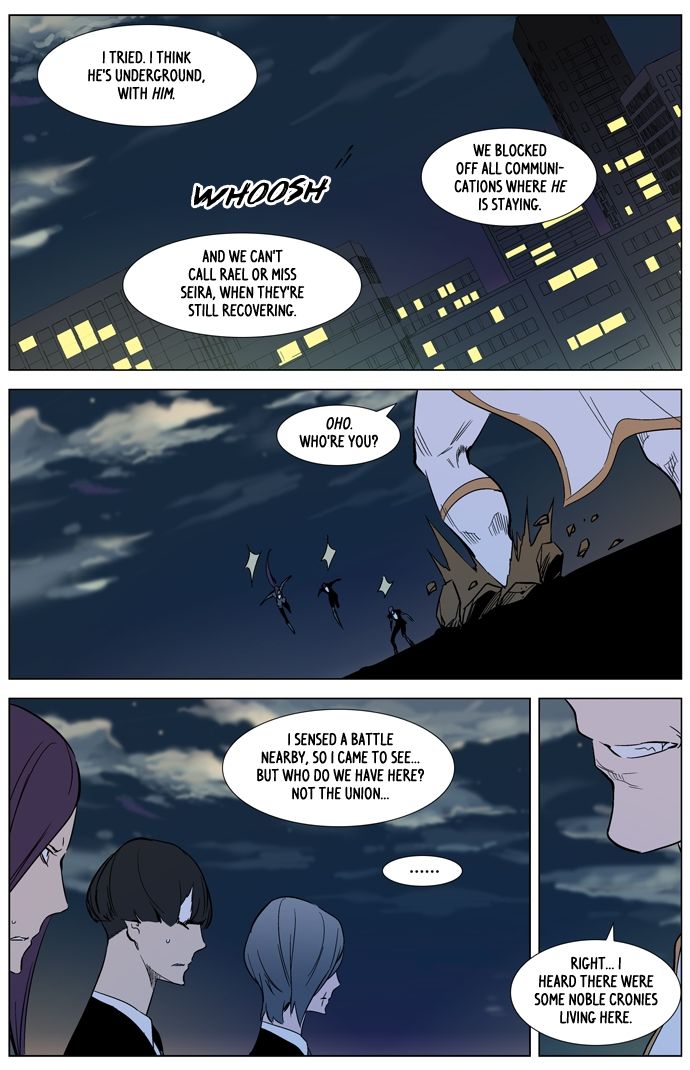 I TRIED. I THINK
HE'S UNDERGROUND,
WITH HIM.
WE BLOCKED
OFF ALL COMMUNI-
CATIONS WHERE HE
IS STAYING.
WHOOSH
AND WE CAN'T
CALL RAEL OR MISS
SEIRA, WHEN THEY'RE
STILL RECOVERING.
OHO.
WHO'RE YOU?
I SENSED A BATTLE
NEARBY, SO I CAME TO SEE...
BUT WHO DO WE HAVE HERE?
NOT THE UNION...
......
RIGHT... I
HEARD THERE WERE
SOME NOBLE CRONIES
LIVING HERE.